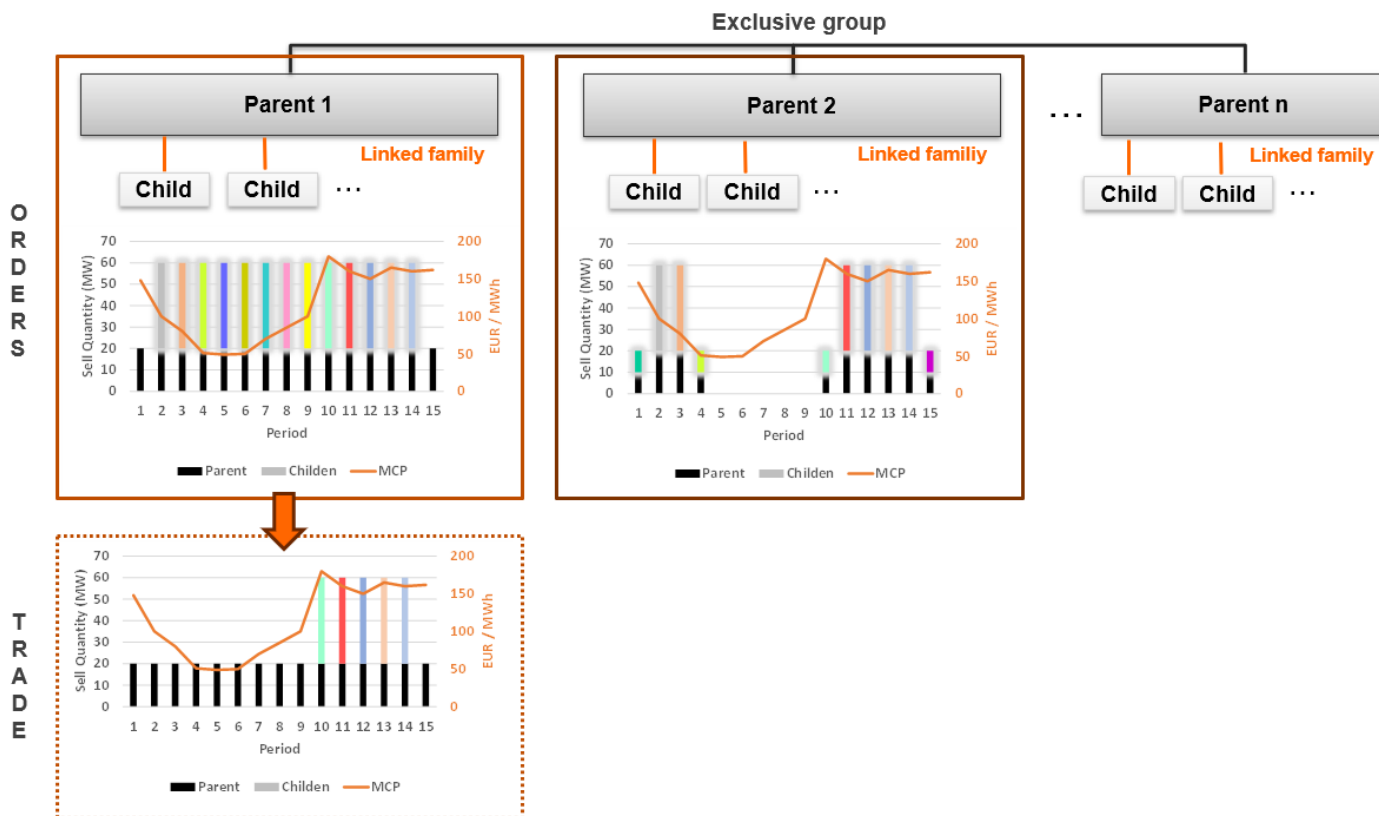 Exclusive group
Parent 1
Parent 2
...
Parent n
Linked family
Linked familiy
Linked family
Child
Child
...
Child
Child
...
Child
Child
...
ORDERS
70
60
50
40
30
20
10
0
Sell Quantity (MW)
200
150
100
50
0
EUR / MWh
1 2 3 4 5 6 7 8 9 10 11 12 13 14 15
Period
Parent Childen MCP
70
60
50
40
30
20
10
0
Sell Quantity (MW)
200
150
100
50
0
EUR / MWh
1 2 3 4 5 6 7 8 9 10 11 12 13 14 15
Period
Parent Childen MCP
TRADE
70
60
50
40
30
20
10
0
Sell Quantity (MW)
200
150
100
50
0
EUR / MWh
1 2 3 4 5 6 7 8 9 10 11 12 13 14 15
Period
Parent Childen MCP